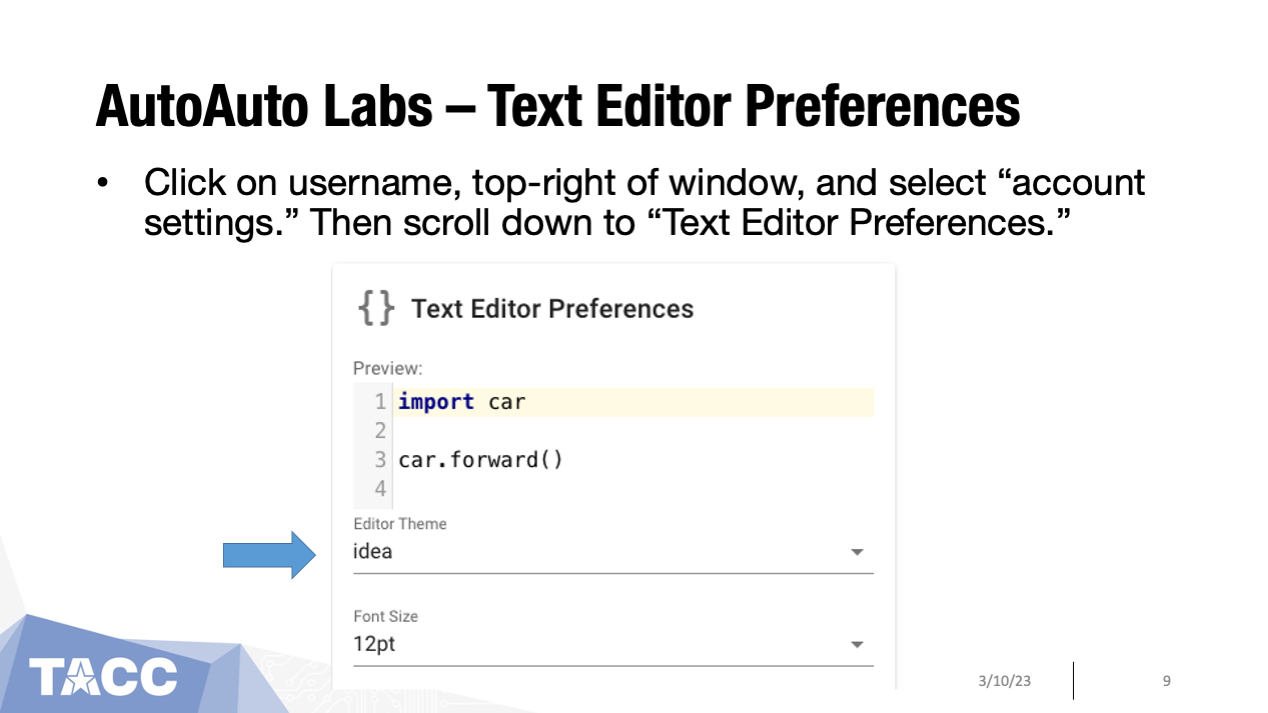 AutoAuto Labs – Text Editor Preferences
• Click on username, top-right of window, and select “account
settings.” Then scroll down to “Text Editor Preferences.”
{} Text Editor Preferences
Preview:
1 import car
2
3 car.forward()
4
Editor Theme
idea
Font Size
12pt
TACC
3/10/23
9